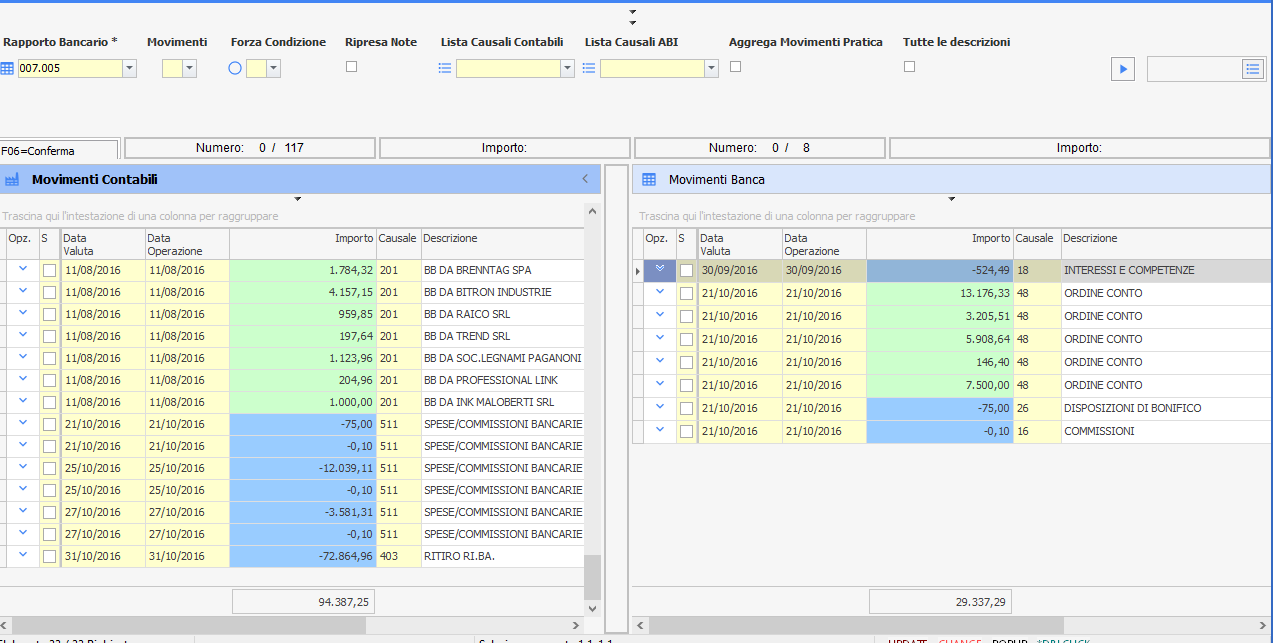 Rapporto Bancario * Movimenti Forza Condizione Ripresa Note Lista Causali Contabili Lista Causali ABI Aggrega Movimenti Pratica Tutte le descrizioni
007.005
F06=Conferma Numero: 0 / 117 Importo: Numero: 0 / 8 Importo:
Movimenti Contabili
Trascina qui l'intestazione di una colonna per raggruppare
Opz. S Data Valuta Data Operazione Importo Causale Descrizione
11/08/2016 11/08/2016 1.784,32 201 BB DA BRENNTAG SPA
11/08/2016 11/08/2016 4.157,15 201 BB DA BITRON INDUSTRIE
11/08/2016 11/08/2016 959,85 201 BB DA RAICO SRL
11/08/2016 11/08/2016 197,64 201 BB DA TREND SRL
11/08/2016 11/08/2016 1.123,96 201 BB DA SOC.LEGNAMI PAGANONI
11/08/2016 11/08/2016 204,96 201 BB DA PROFESSIONAL LINK
11/08/2016 11/08/2016 1.000,00 201 BB DA INK MALOBERTI SRL
21/10/2016 21/10/2016 -75,00 511 SPESE/COMMISSIONI BANCARIE
21/10/2016 21/10/2016 -0,10 511 SPESE/COMMISSIONI BANCARIE
25/10/2016 25/10/2016 -12.039,11 511 SPESE/COMMISSIONI BANCARIE
25/10/2016 25/10/2016 -0,10 511 SPESE/COMMISSIONI BANCARIE
27/10/2016 27/10/2016 -3.581,31 511 SPESE/COMMISSIONI BANCARIE
27/10/2016 27/10/2016 -0,10 511 SPESE/COMMISSIONI BANCARIE
31/10/2016 31/10/2016 -72.864,96 403 RITIRO RI.BA.
94.387,25
Movimenti Banca
Trascina qui l'intestazione di una colonna per raggruppare
Opz. S Data Valuta Data Operazione Importo Causale Descrizione
30/09/2016 30/09/2016 -524,49 18 INTERESSI E COMPETENZE
21/10/2016 21/10/2016 13.176,33 48 ORDINE CONTO
21/10/2016 21/10/2016 3.205,51 48 ORDINE CONTO
21/10/2016 21/10/2016 5.908,64 48 ORDINE CONTO
21/10/2016 21/10/2016 146,40 48 ORDINE CONTO
21/10/2016 21/10/2016 7.500,00 48 ORDINE CONTO
21/10/2016 21/10/2016 -75,00 26 DISPOSIZIONI DI BONIFICO
21/10/2016 21/10/2016 -0,10 16 COMMISSIONI
29.337,29